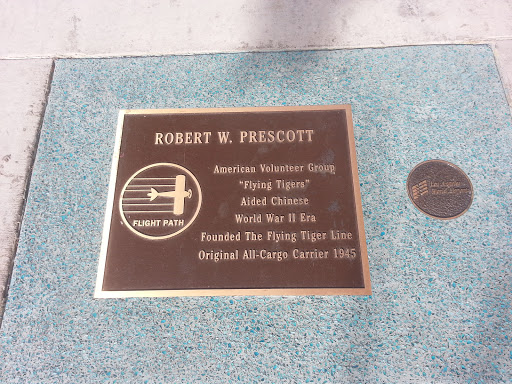 ROBERT W. PRESCOTT
American Volunteer Group
"Flying Tigers"
Aided Chinese
World War II Era
Founded The Flying Tiger Line
Original All-Cargo Carrier 1945
FLIGHT PATH